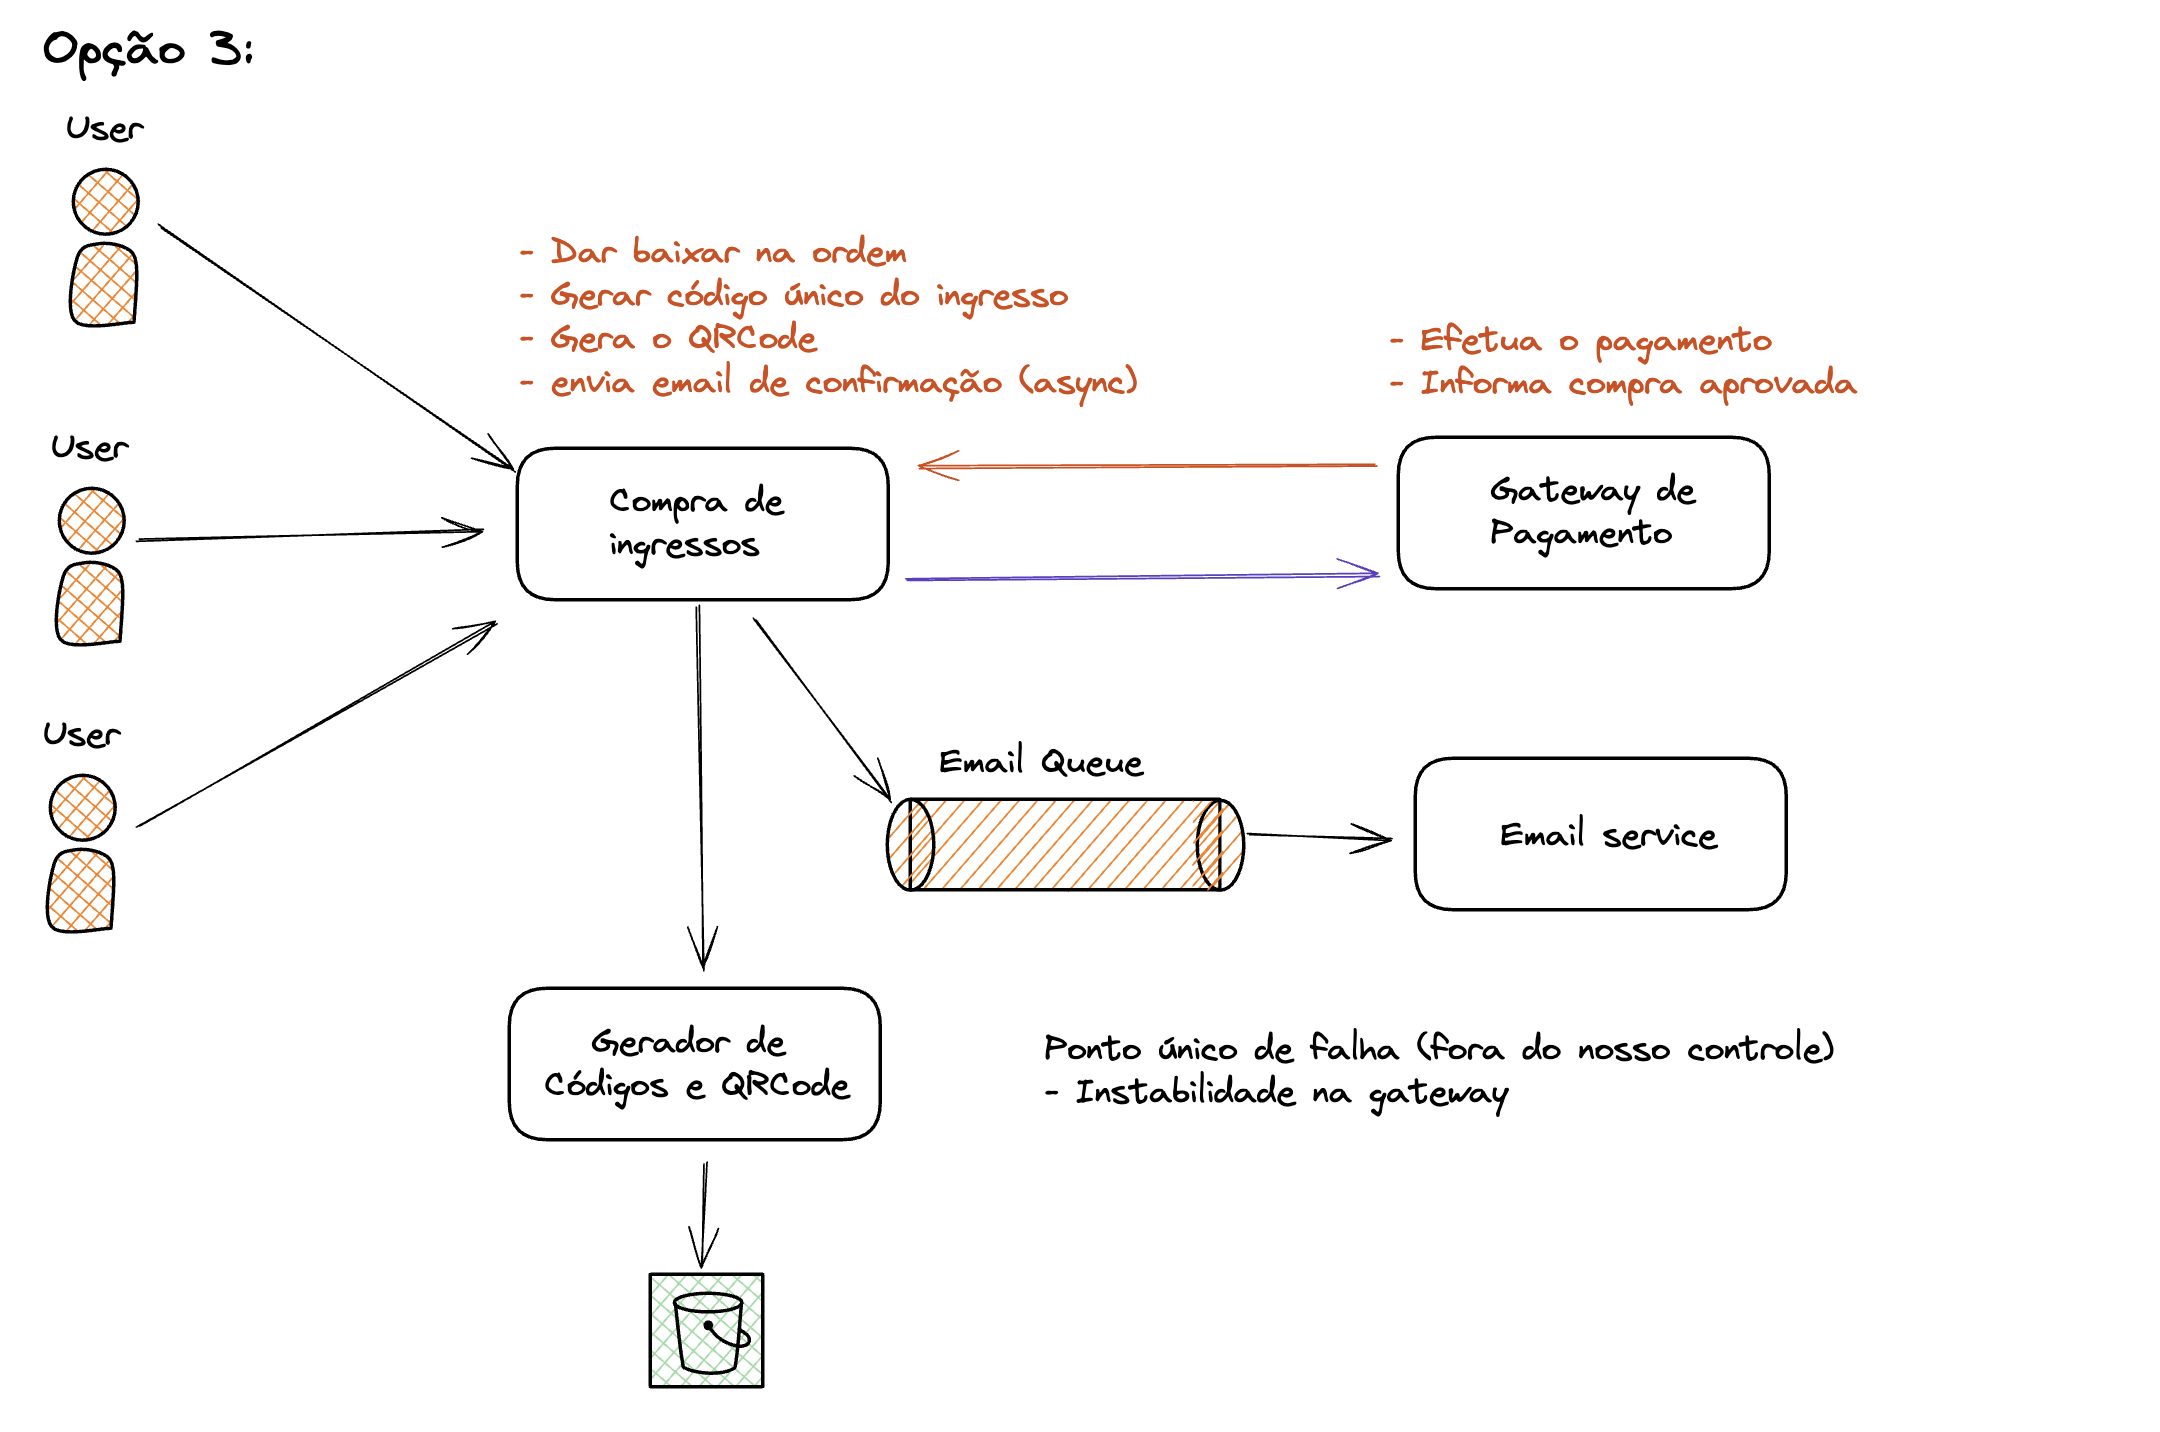 Opção 3:
User
- Dar baixar na ordem
- Gerar código único do ingresso
- Gera o QRCode
- envia email de confirmação (async)
- Efetua o pagamento
- Informa compra aprovada
User
Compra de
ingressos
Gateway de
Pagamento
User
Email Queue
Email service
Gerador de
Códigos e QRCode
Ponto único de falha (fora do nosso controle)
- Instabilidade na gateway